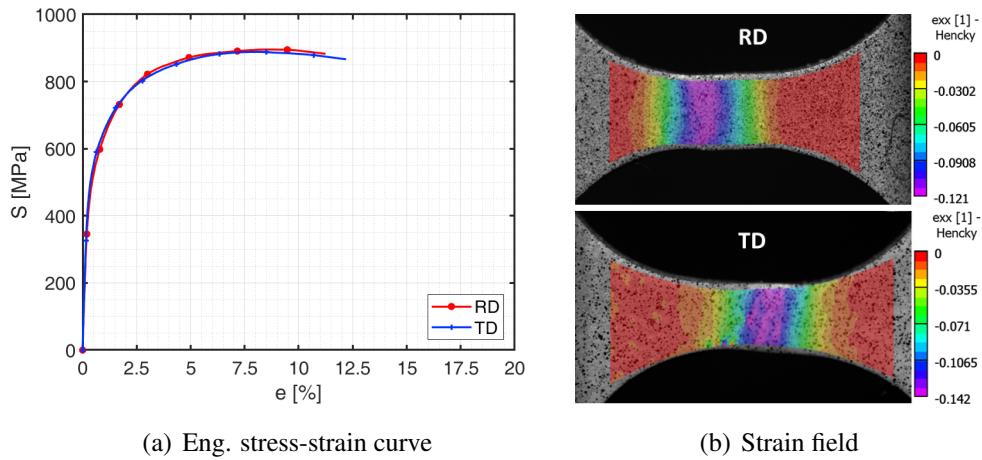 1000
800
600
400
200
0
S [MPa]
0 2.5 5 7.5 10 12.5 15 17.5 20
e [%]
RD
TD
(a) Eng. stress-strain curve
RD
exx [1] -
Hencky
0
-0.0302
-0.0605
-0.0908
-0.121
TD
exx [1] -
Hencky
0
-0.0355
-0.071
-0.1065
-0.142
(b) Strain field